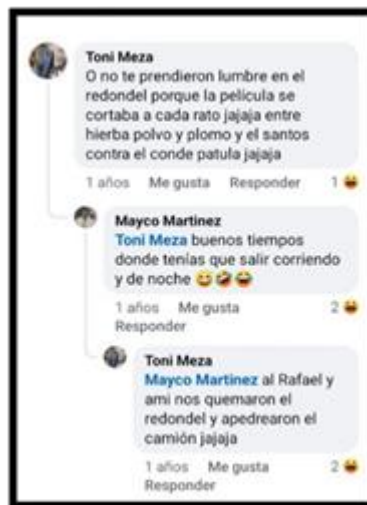 Toni Meza
O no te prendieron lumbre en el
redondel porque la película se
cortaba a cada rato jajaja entre
hierba polvo y plomo y el santos
contra el conde patula jajaja
1 años Me gusta Responder 1
Mayco Martinez
Toni Meza buenos tiempos
donde tenías que salir corriendo
y de noche 😄🤣😂
1 años Me gusta 2
Responder
Toni Meza
Mayco Martinez al Rafael y
ami nos quemaron el
redondel y apedrearon el
camión jajaja
1 años Me gusta 2
Responder